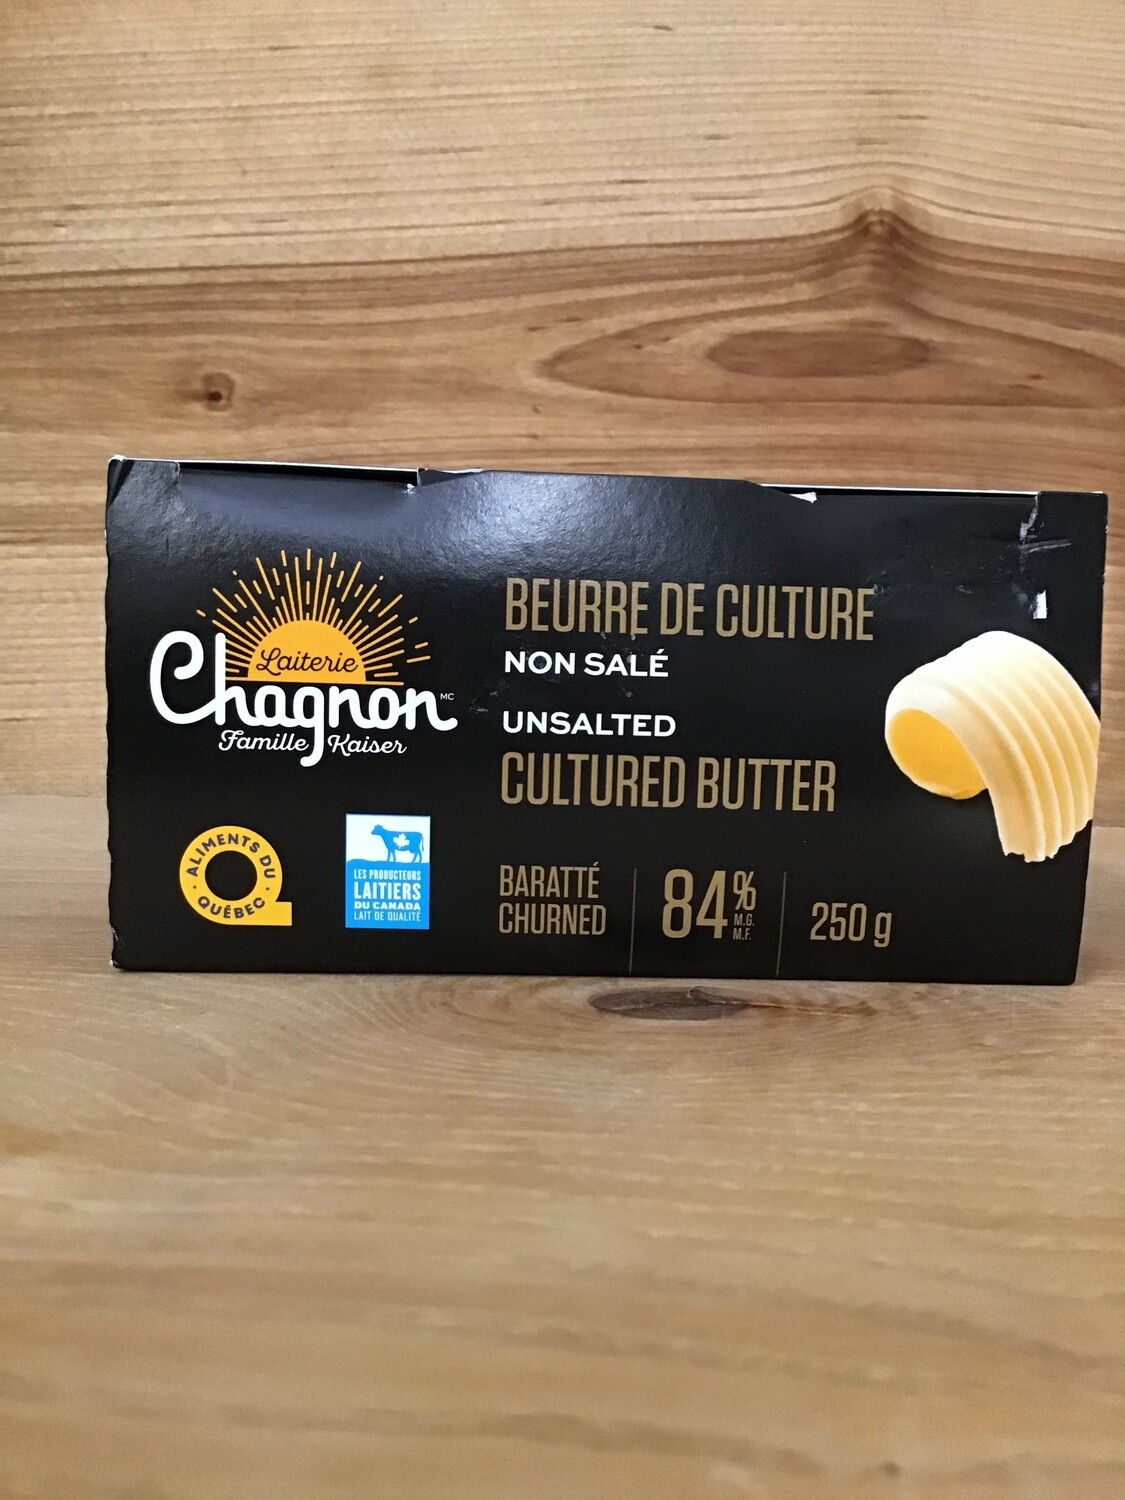 Laiterie
Chagnon MC
Famille Kaiser
BEURRE DE CULTURE
NON SALÉ
UNSALTED
CULTURED BUTTER
ALIMENTS DU
QUÉBEC
LES PRODUCTEURS
LAITIERS
DU CANADA
LAIT DE QUALITÉ
BARATTÉ
CHURNED
84%
M.G.
M.F.
250 g